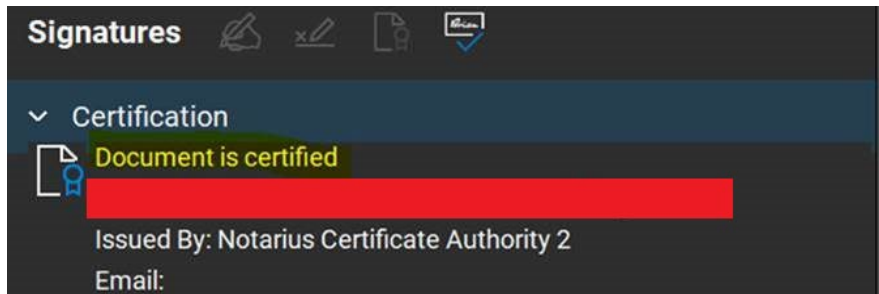 Signatures
Certification
Document is certified
Issued By: Notarius Certificate Authority 2
Email: